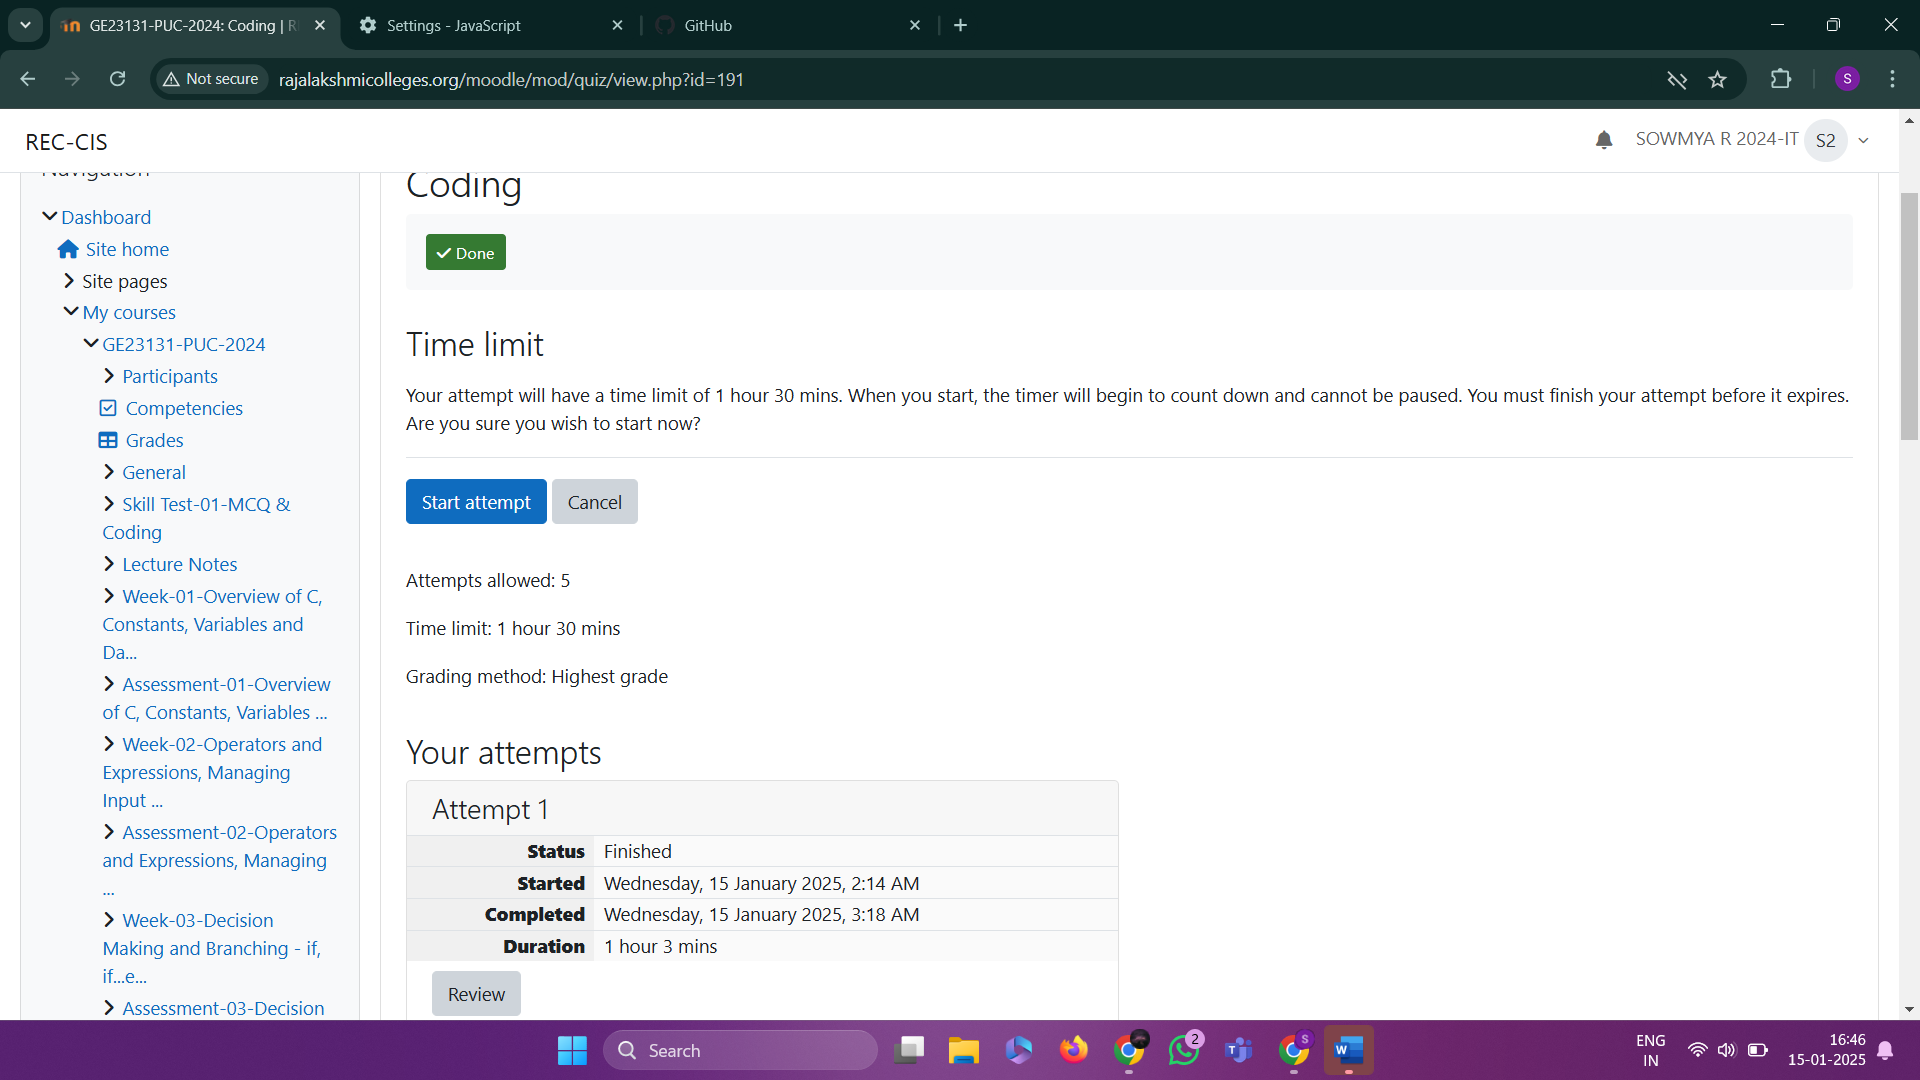 GE23131-PUC-2024: Coding | R
Settings - JavaScript
GitHub
Not secure
rajalakshmicolleges.org/moodle/mod/quiz/view.php?id=191
S
REC-CIS
SOWMYA R 2024-IT
S2
Navigation
Dashboard
Site home
Site pages
My courses
GE23131-PUC-2024
Participants
Competencies
Grades
General
Skill Test-01-MCQ &
Coding
Lecture Notes
Week-01-Overview of C,
Constants, Variables and
Da...
Assessment-01-Overview
of C, Constants, Variables ...
Week-02-Operators and
Expressions, Managing
Input ...
Assessment-02-Operators
and Expressions, Managing
...
Week-03-Decision
Making and Branching - if,
if...e...
Assessment-03-Decision
Coding
Done
Time limit
Your attempt will have a time limit of 1 hour 30 mins. When you start, the timer will begin to count down and cannot be paused. You must finish your attempt before it expires.
Are you sure you wish to start now?
Start attempt
Cancel
Attempts allowed: 5
Time limit: 1 hour 30 mins
Grading method: Highest grade
Your attempts
Attempt 1
Status Finished
Started Wednesday, 15 January 2025, 2:14 AM
Completed Wednesday, 15 January 2025, 3:18 AM
Duration 1 hour 3 mins
Review
Search
2
T
S
W
ENG
IN
16:46
15-01-2025